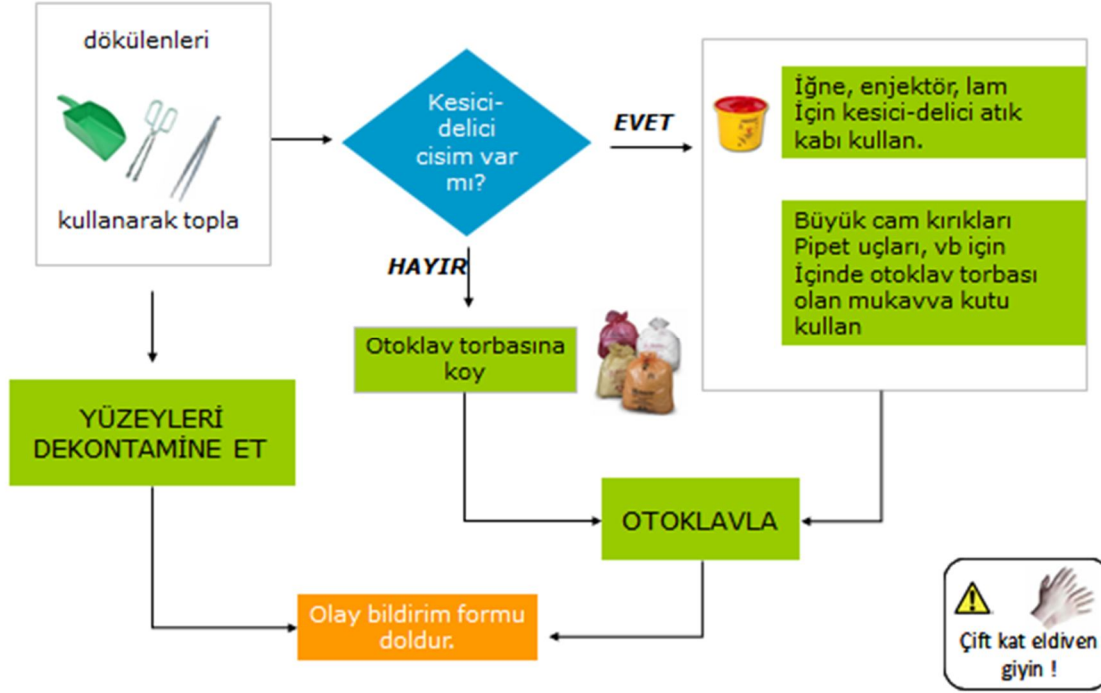 dökülenleri
kullanarak topla
Kesici-
delici
cisim var
mı?
EVET
İğne, enjektör, lam
İçin kesici-delici atık
kabı kullan.
Büyük cam kırıkları
Pipet uçları, vb için
İçinde otoklav torbası
olan mukavva kutu
kullan
HAYIR
Otoklav torbasına
koy
YÜZEYLERİ
DEKONTAMİNE ET
OTOKLAVLA
Olay bildirim formu
doldur.
Çift kat eldiven
giyin !